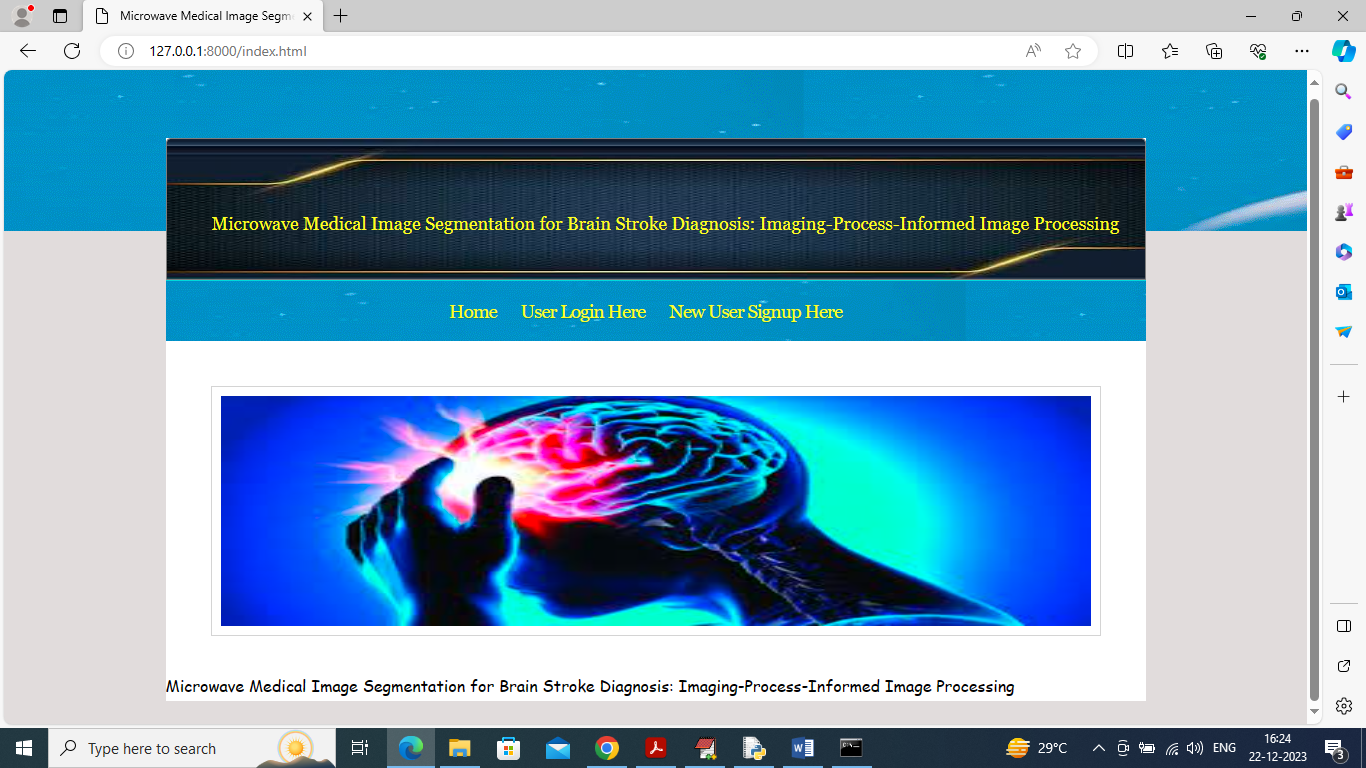 Microwave Medical Image Segm
127.0.0.1:8000/index.html
Microwave Medical Image Segmentation for Brain Stroke Diagnosis: Imaging-Process-Informed Image Processing
Home User Login Here New User Signup Here
Microwave Medical Image Segmentation for Brain Stroke Diagnosis: Imaging-Process-Informed Image Processing
Type here to search
29°C
ENG
16:24
22-12-2023
3